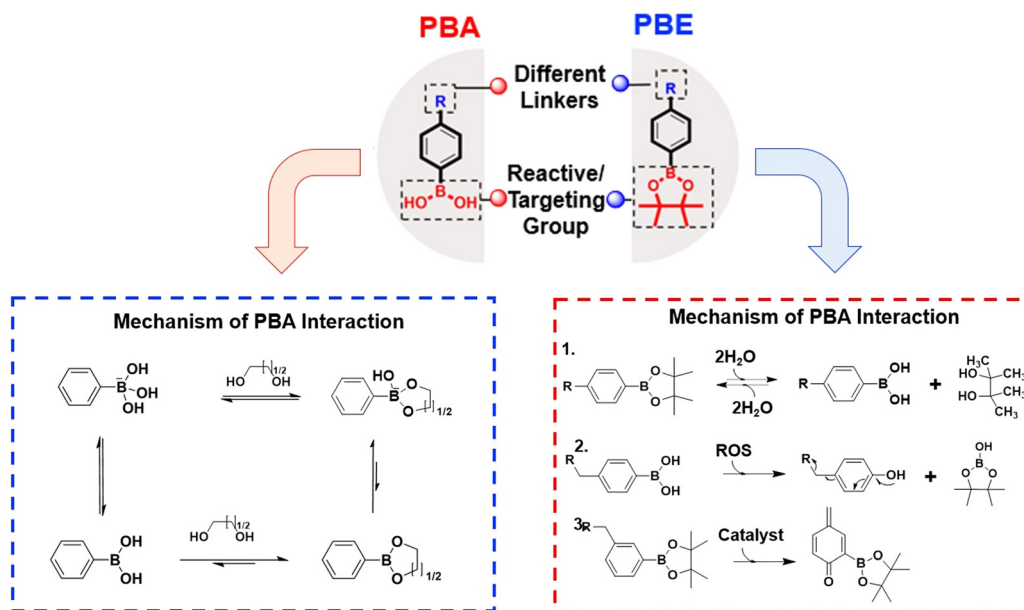 PBA
PBE
Different
Linkers
R
R
Reactive/
Targeting
Group
B
HO
OH
B
O
O
Mechanism of PBA Interaction
OH
B
OH
OH
1/2
HO
OH
HO
B
O
O
1/2
OH
B
OH
1/2
HO
OH
B
O
O
1/2
Mechanism of PBA Interaction
1.
R
B
O
O
2H₂O
2H₂O
R
B
OH
OH
+
H₃C
HO
CH₃
CH₃
HO
CH₃
2.
R
B
OH
OH
ROS
R
OH
+
OH
B
O
O
3.
R
B
O
O
Catalyst
O
B
O
O